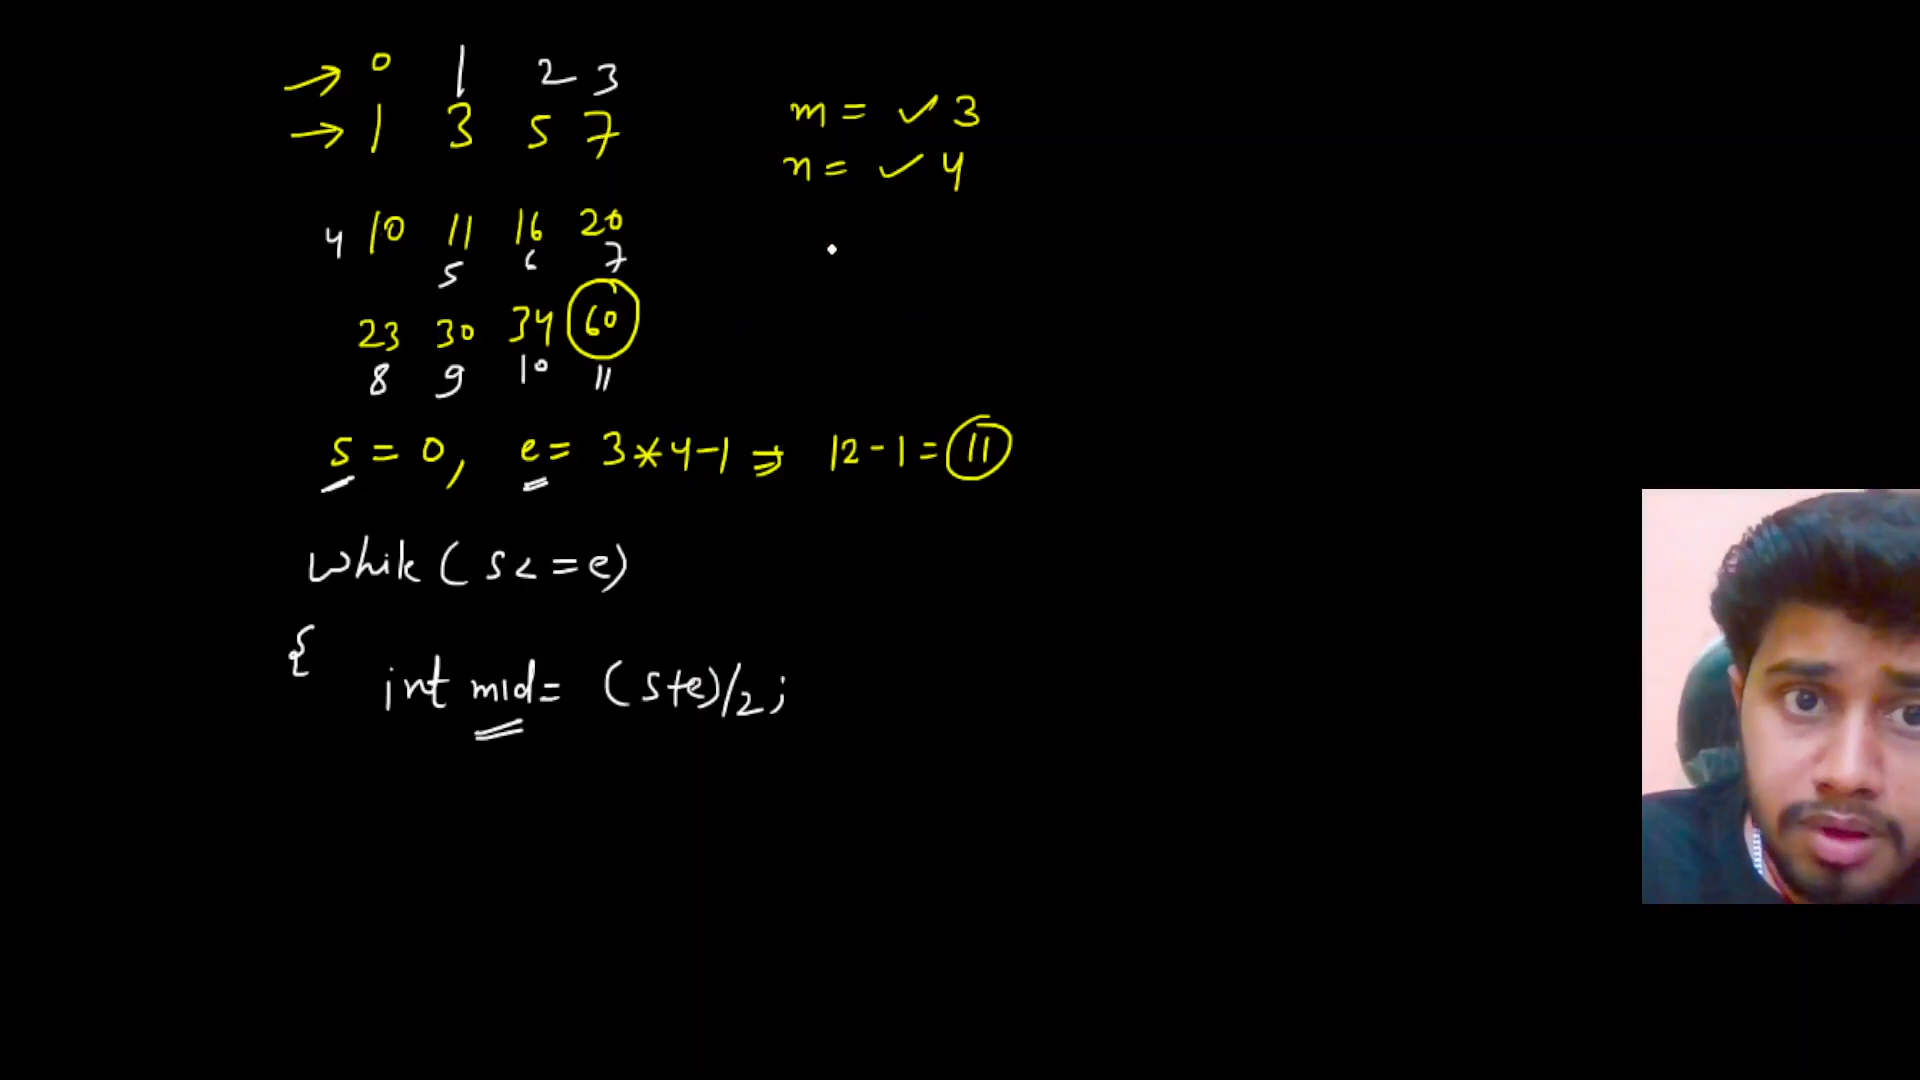 → 0 1 2 3
→ 1 3 5 7
m = ✓ 3
n = ✓ 4
4 10 11 16 20
5 6 7
23 30 34 60
8 9 10 11
s = 0, e = 3*4-1 ⇒ 12-1 = 11
while ( s<=e)
{
int mid = (s+e)/2;